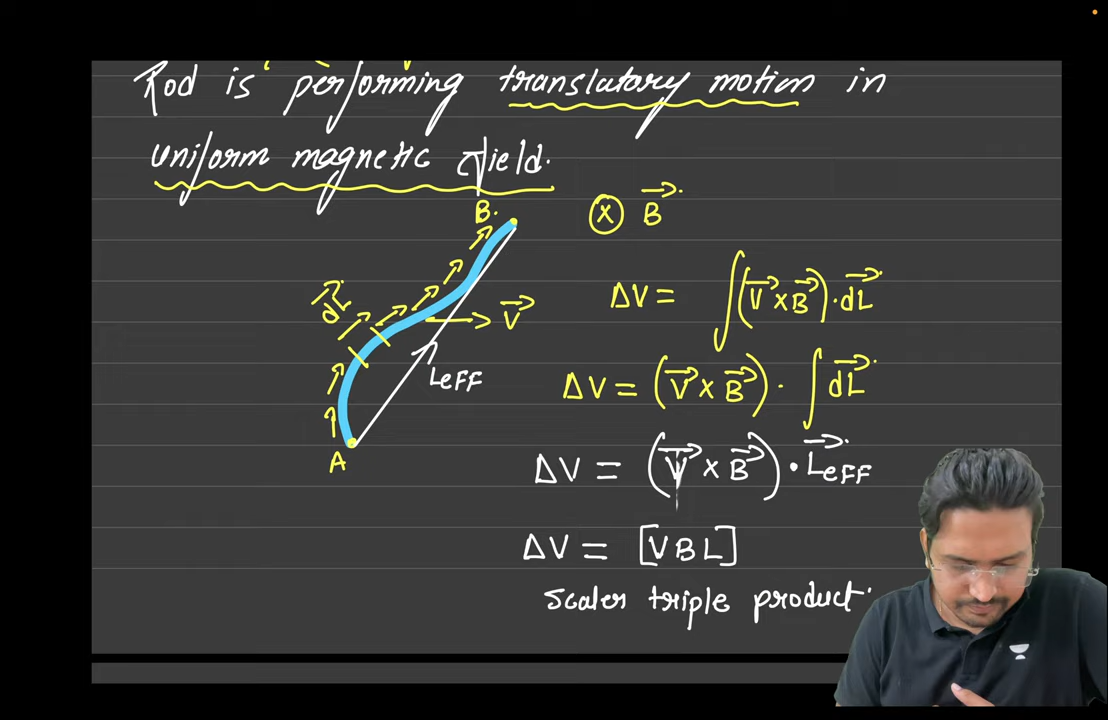 Rod is performing translatory motion in
uniform magnetic field.
B.
(X) B⃗
ΔV = ∫(V⃗ × B⃗) · dL⃗
dL⃗
V⃗
LeFF
ΔV = (V⃗ × B⃗) · ∫ dL⃗
A
ΔV = (V⃗ × B⃗) · L⃗eFF
ΔV = [V B L]
scaler triple product